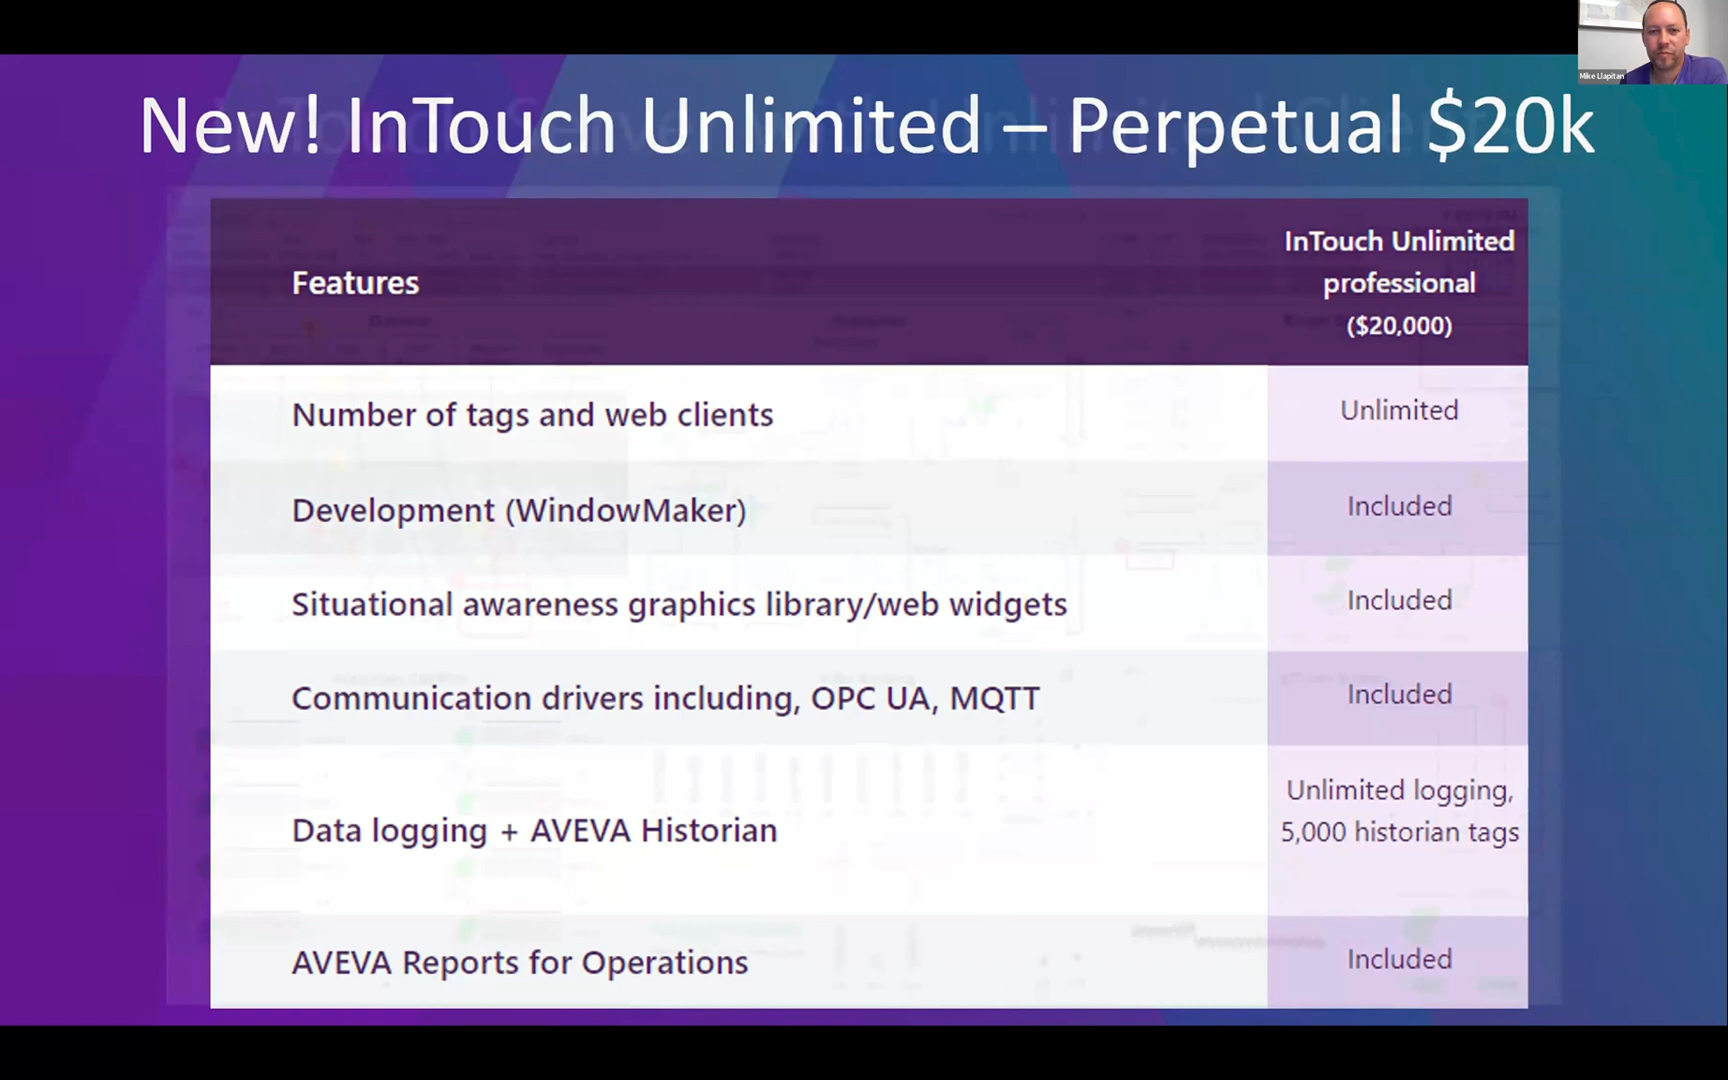 Mike Llapitan
New! InTouch Unlimited – Perpetual $20k
Features
InTouch Unlimited
professional
($20,000)
Number of tags and web clients
Unlimited
Development (WindowMaker)
Included
Situational awareness graphics library/web widgets
Included
Communication drivers including, OPC UA, MQTT
Included
Data logging + AVEVA Historian
Unlimited logging,
5,000 historian tags
AVEVA Reports for Operations
Included